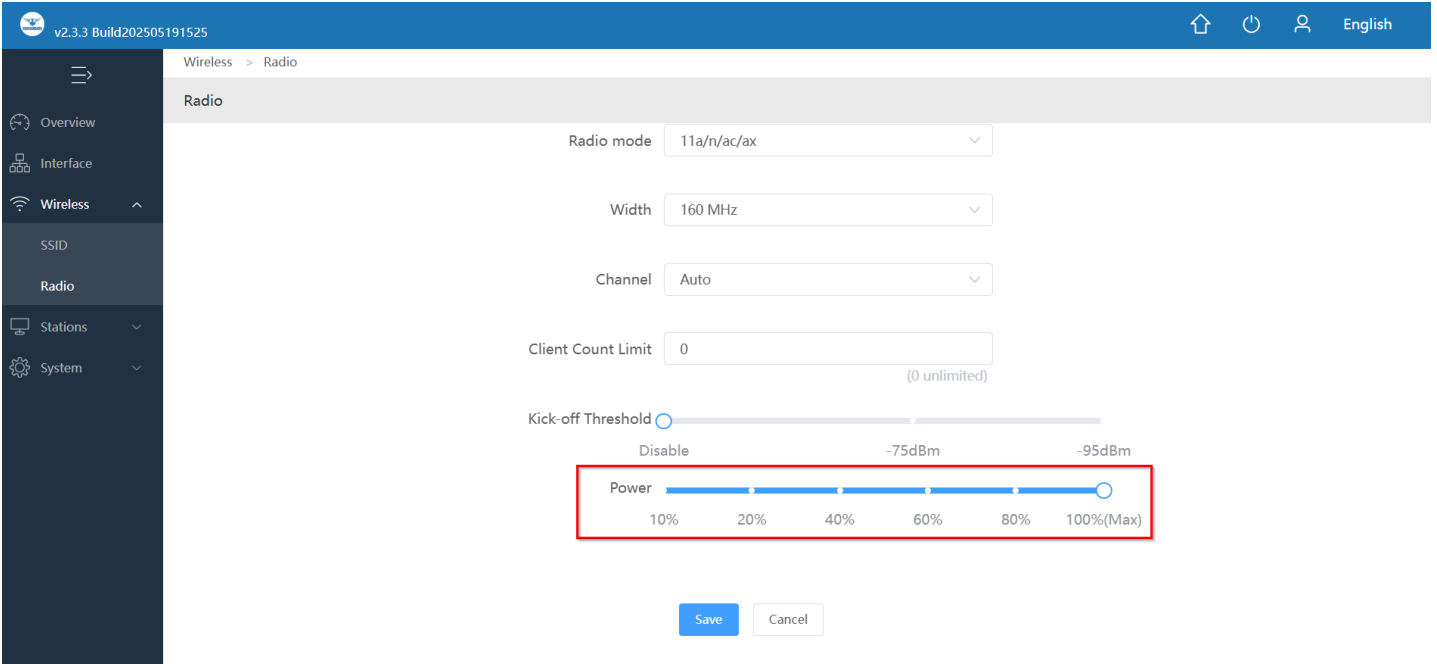 v2.3.3 Build202505191525
English
Wireless > Radio
Radio
Overview
Interface
Wireless
SSID
Radio
Stations
System
Radio mode 11a/n/ac/ax
Width 160 MHz
Channel Auto
Client Count Limit 0
(0 unlimited)
Kick-off Threshold
Disable -75dBm -95dBm
Power
10% 20% 40% 60% 80% 100%(Max)
Save Cancel